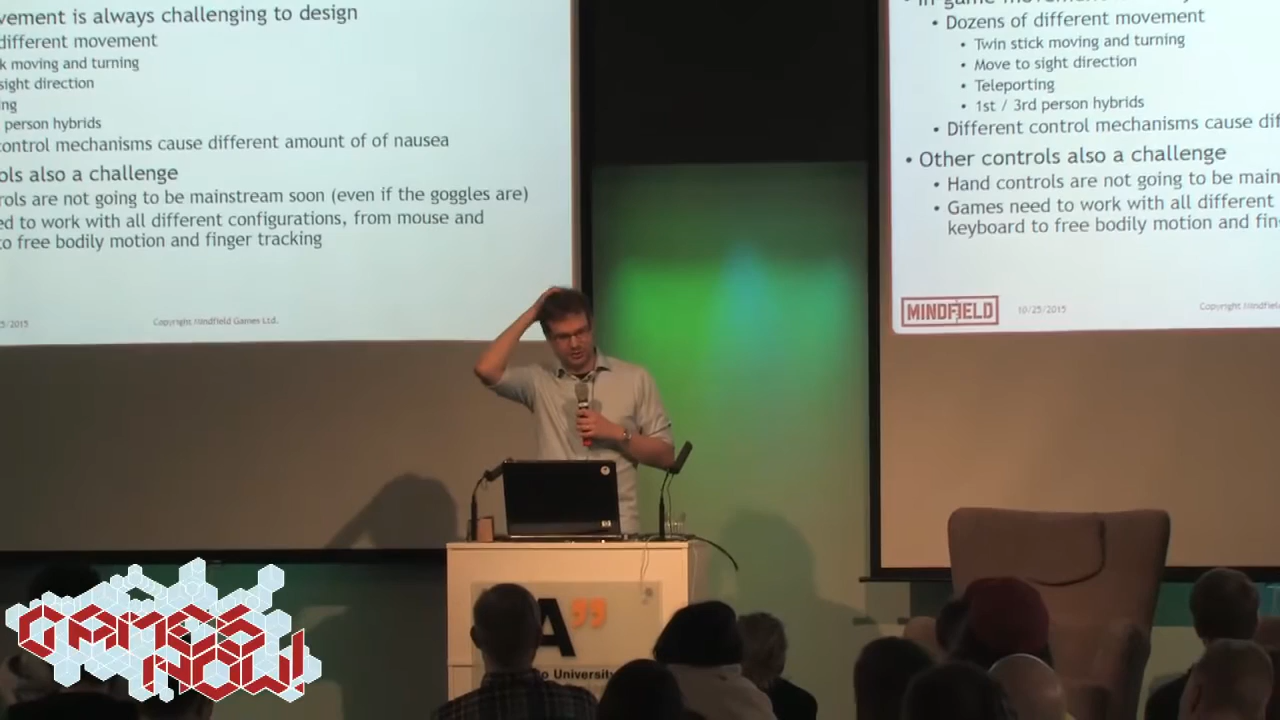 vement is always challenging to design
different movement
k moving and turning
sight direction
ng
person hybrids
ontrol mechanisms cause different amount of of nausea
ols also a challenge
rols are not going to be mainstream soon (even if the goggles are)
ed to work with all different configurations, from mouse and
to free bodily motion and finger tracking
5/2015
Copyright Mindfield Games Ltd.
Dozens of different movement
• Twin stick moving and turning
• Move to sight direction
• Teleporting
• 1st / 3rd person hybrids
• Different control mechanisms cause dif
• Other controls also a challenge
• Hand controls are not going to be main
• Games need to work with all different
keyboard to free bodily motion and fin
MINDFIELD
10/25/2015
Copyright Mindfiel
hp
A”
o University
GAMES
NOW!